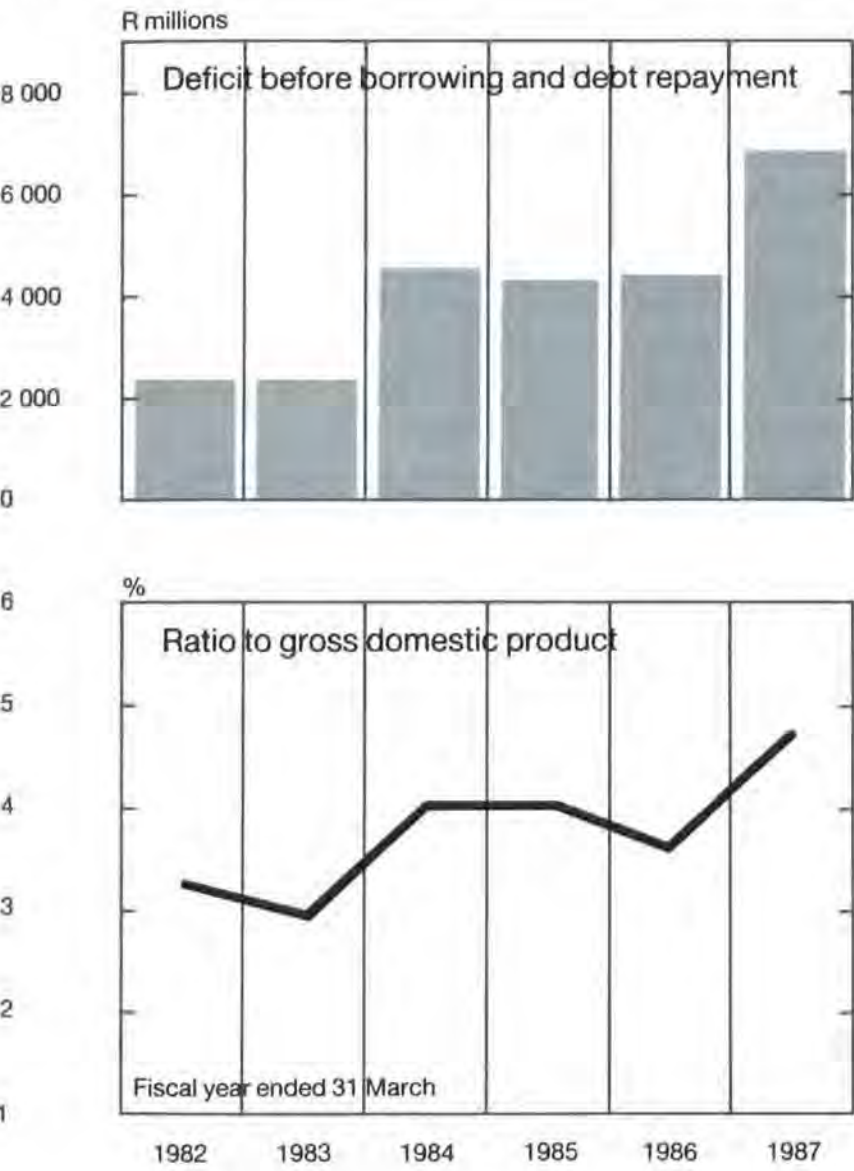 R millions
Deficit before borrowing and debt repayment
8 000
6 000
4 000
2 000
0
%
Ratio to gross domestic product
6
5
4
3
2
1
Fiscal year ended 31 March
1982 1983 1984 1985 1986 1987